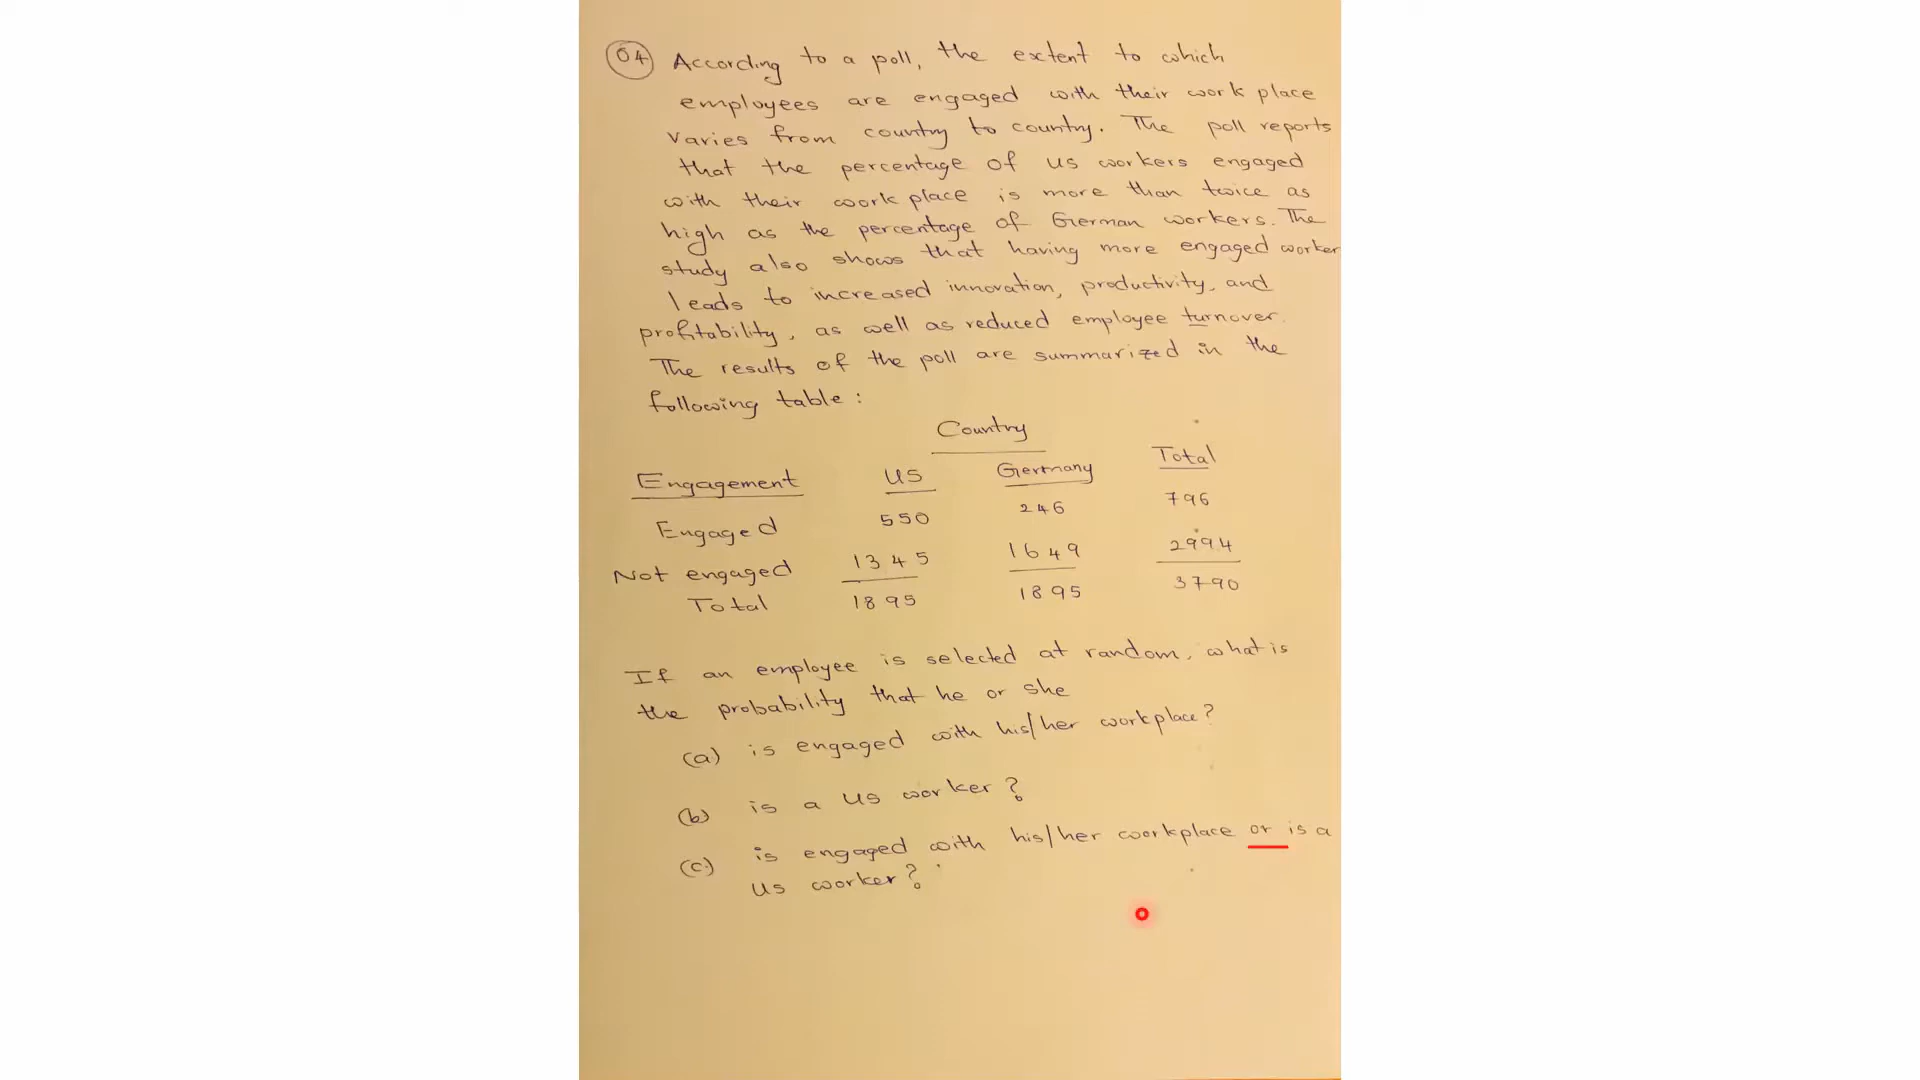 04 According to a poll, the extent to which
employees are engaged with their work place
varies from country to country. The poll reports
that the percentage of US workers engaged
with their work place is more than twice as
high as the percentage of German workers. The
study also shows that having more engaged worker
leads to increased innovation, productivity, and
profitability, as well as reduced employee turnover.
The results of the poll are summarized in the
following table :
Country
Engagement US Germany Total
Engaged 550 246 796
Not engaged 1345 1649 2994
Total 1895 1895 3790
If an employee is selected at random, what is
the probability that he or she
(a) is engaged with his/her workplace?
(b) is a US worker?
(c) is engaged with his/her workplace or is a
US worker?